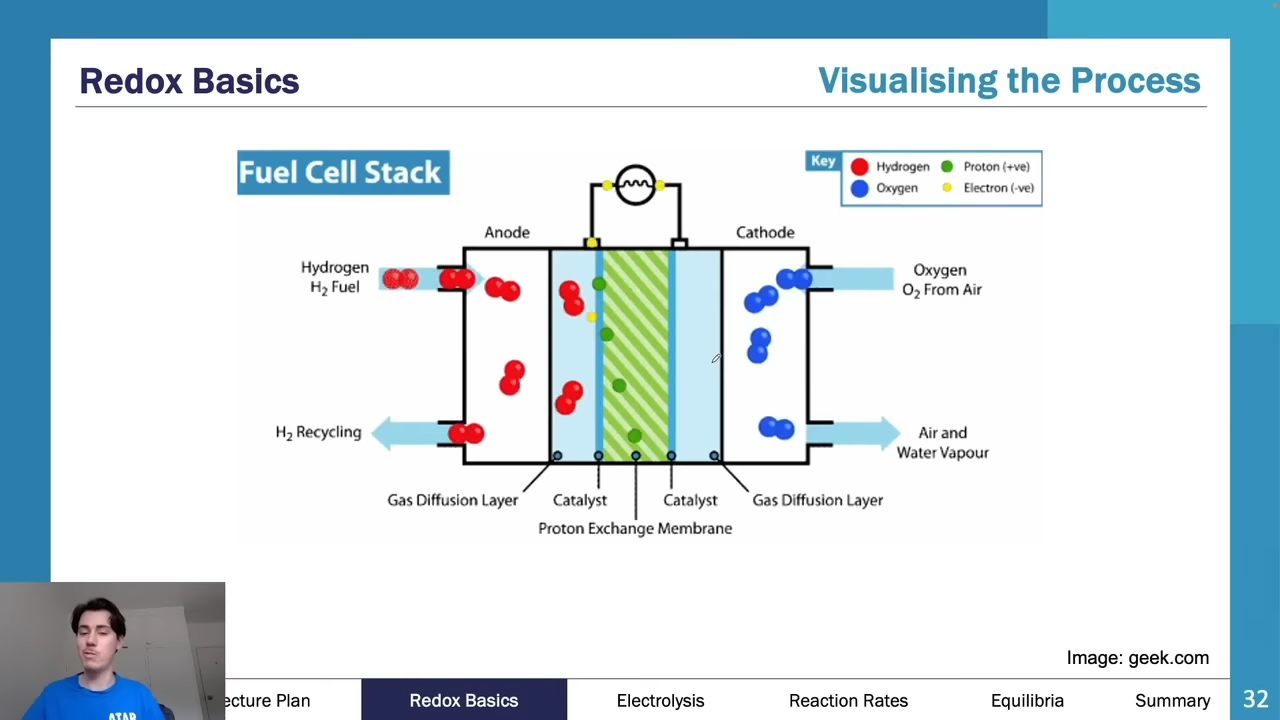 Redox Basics
Visualising the Process
Fuel Cell Stack
Key
Hydrogen
Proton (+ve)
Oxygen
Electron (-ve)
Anode
Cathode
Hydrogen
H₂ Fuel
Oxygen
O₂ From Air
H₂ Recycling
Air and
Water Vapour
Gas Diffusion Layer
Catalyst
Catalyst
Gas Diffusion Layer
Proton Exchange Membrane
Image: geek.com
ecture Plan
Redox Basics
Electrolysis
Reaction Rates
Equilibria
Summary
32
ATAR